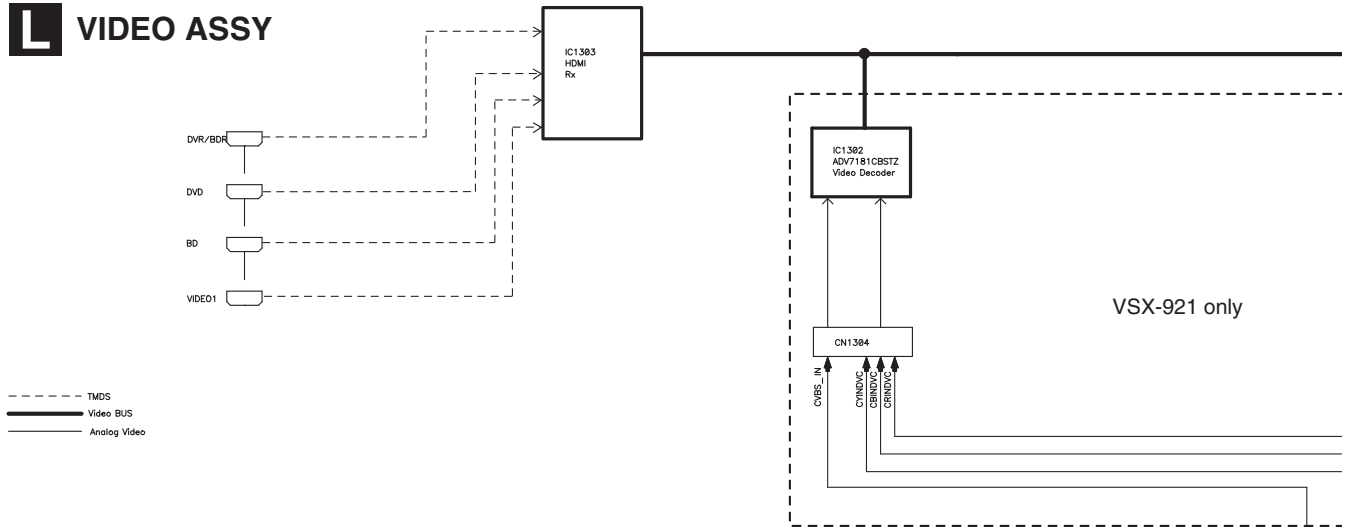 L VIDEO ASSY
IC1303
HDMI
Rx
DVR/BDR
DVD
BD
VIDEO1
IC1302
ADV7181CBSTZ
Video Decoder
VSX-921 only
CN1304
CVBS_IN
CYINDVC
CBINDVC
CRINDVC
TMDS
Video BUS
Analog Video